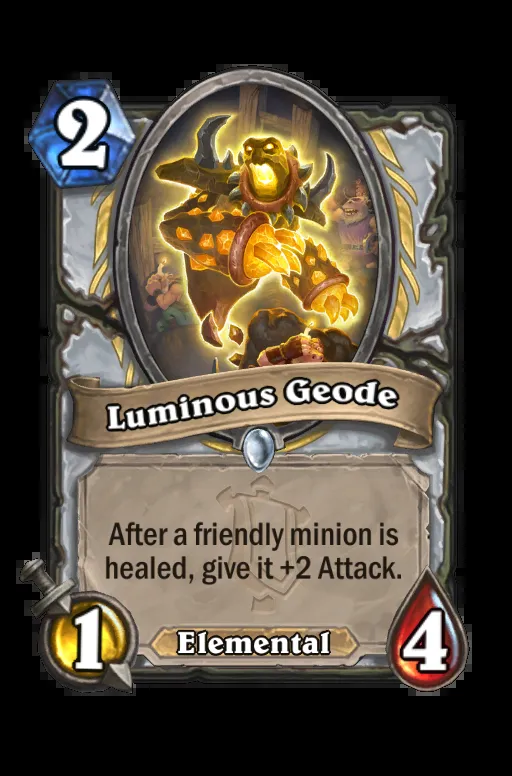 2
Luminous Geode
After a friendly minion is
healed, give it +2 Attack.
1
Elemental
4